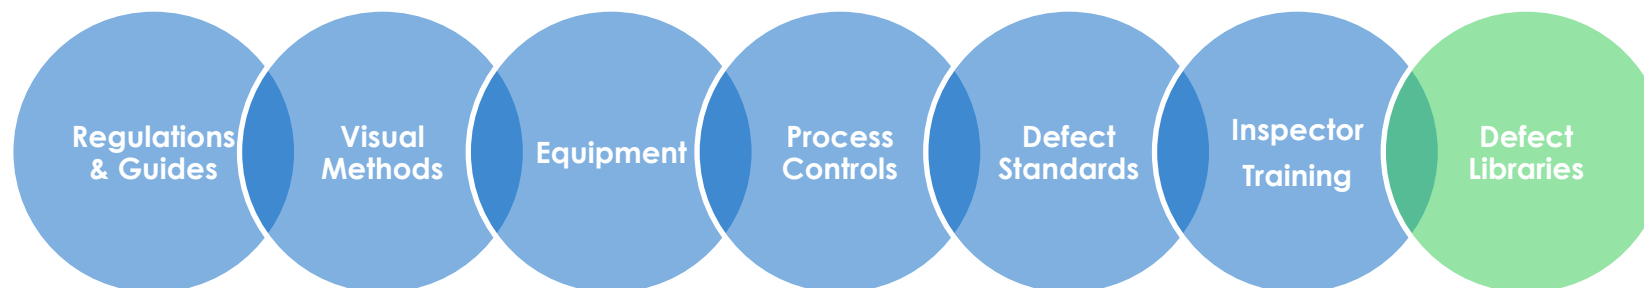 Regulations
& Guides
Visual
Methods
Equipment
Process
Controls
Defect
Standards
Inspector
Training
Defect
Libraries